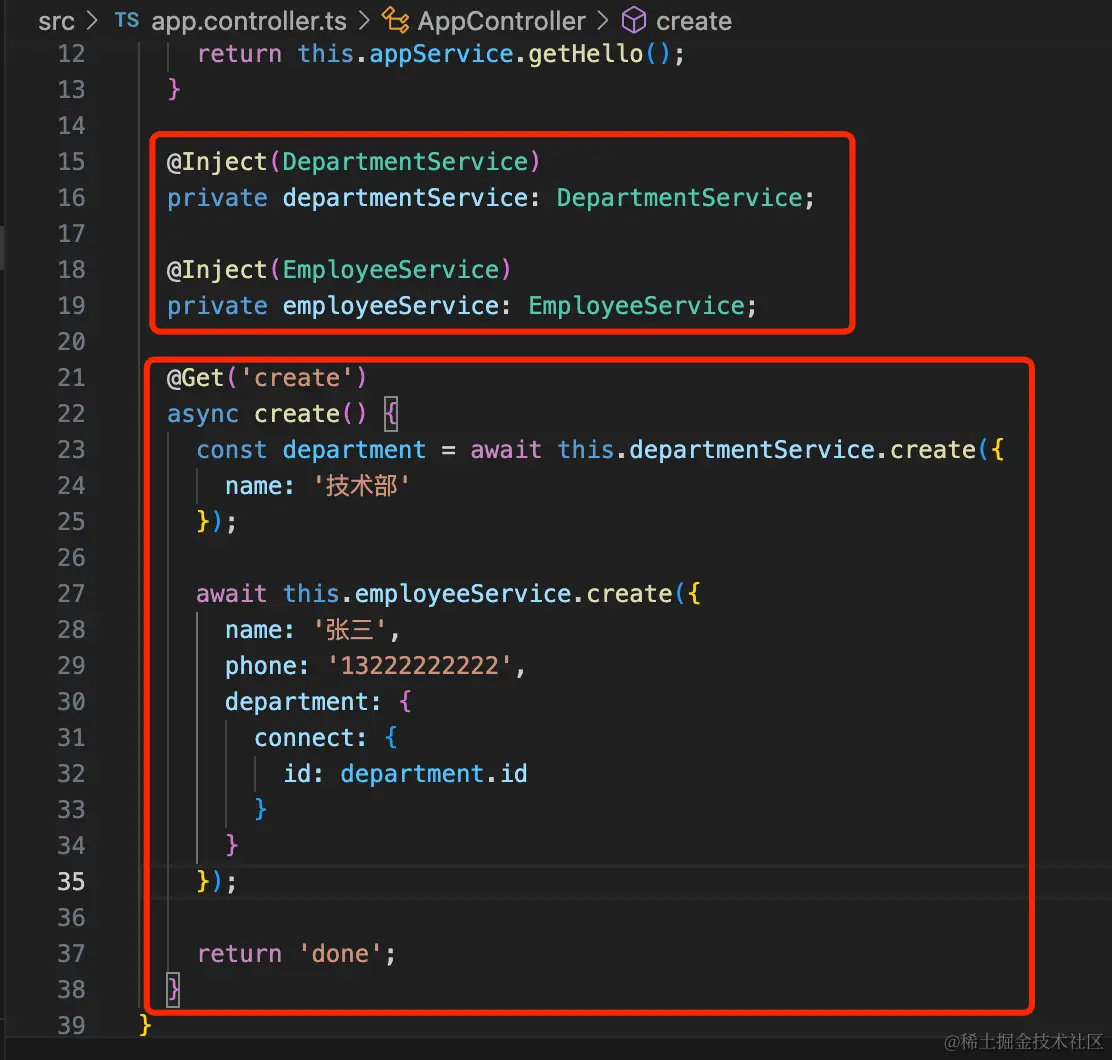 src > TS app.controller.ts > AppController > create
12 return this.appService.getHello();
13 }
14
15 @Inject(DepartmentService)
16 private departmentService: DepartmentService;
17
18 @Inject(EmployeeService)
19 private employeeService: EmployeeService;
20
21 @Get('create')
22 async create() {
23 const department = await this.departmentService.create({
24 name: '技术部'
25 });
26
27 await this.employeeService.create({
28 name: '张三',
29 phone: '13222222222',
30 department: {
31 connect: {
32 id: department.id
33 }
34 }
35 });
36
37 return 'done';
38 }
39 }
@稀土掘金技术社区